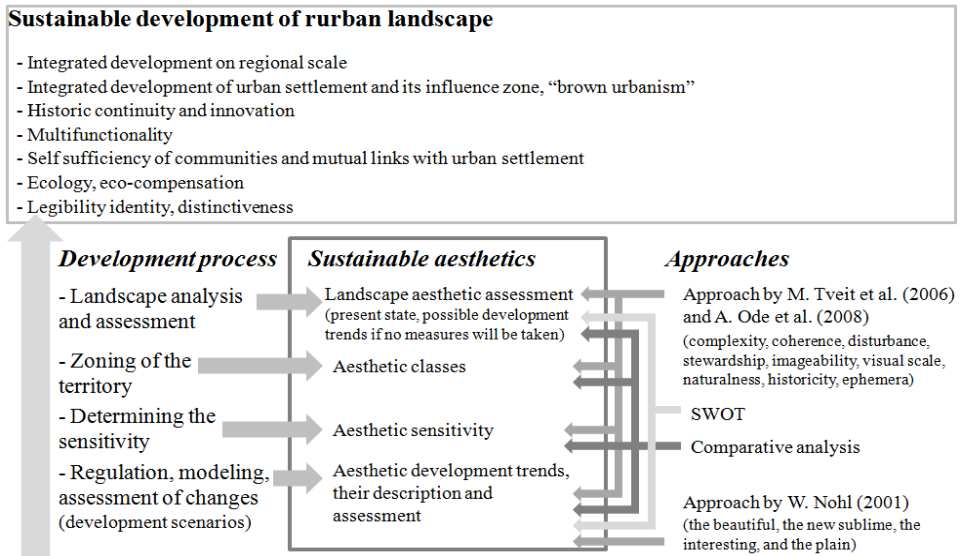 Sustainable development of rurban landscape
- Integrated development on regional scale
- Integrated development of urban settlement and its influence zone, “brown urbanism”
- Historic continuity and innovation
- Multifunctionality
- Self sufficiency of communities and mutual links with urban settlement
- Ecology, eco-compensation
- Legibility identity, distinctiveness
Development process
- Landscape analysis
and assessment
- Zoning of the
territory
- Determining the
sensitivity
- Regulation, modeling,
assessment of changes
(development scenarios)
Sustainable aesthetics
Landscape aesthetic assessment
(present state, possible development
trends if no measures will be taken)
Aesthetic classes
Aesthetic sensitivity
Aesthetic development trends,
their description and
assessment
Approaches
Approach by M. Tveit et al. (2006)
and A. Ode et al. (2008)
(complexity, coherence, disturbance,
stewardship, imageability, visual scale,
naturalness, historicity, ephemera)
SWOT
Comparative analysis
Approach by W. Nohl (2001)
(the beautiful, the new sublime, the
interesting, and the plain)